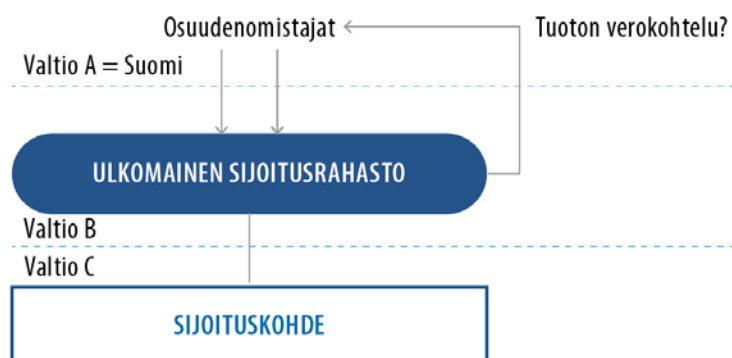 Osuudenomistajat
Tuoton verokohtelu?
Valtio A = Suomi
ULKOMAINEN SIJOITUSRAHASTO
Valtio B
Valtio C
SIJOITUSKOHDE